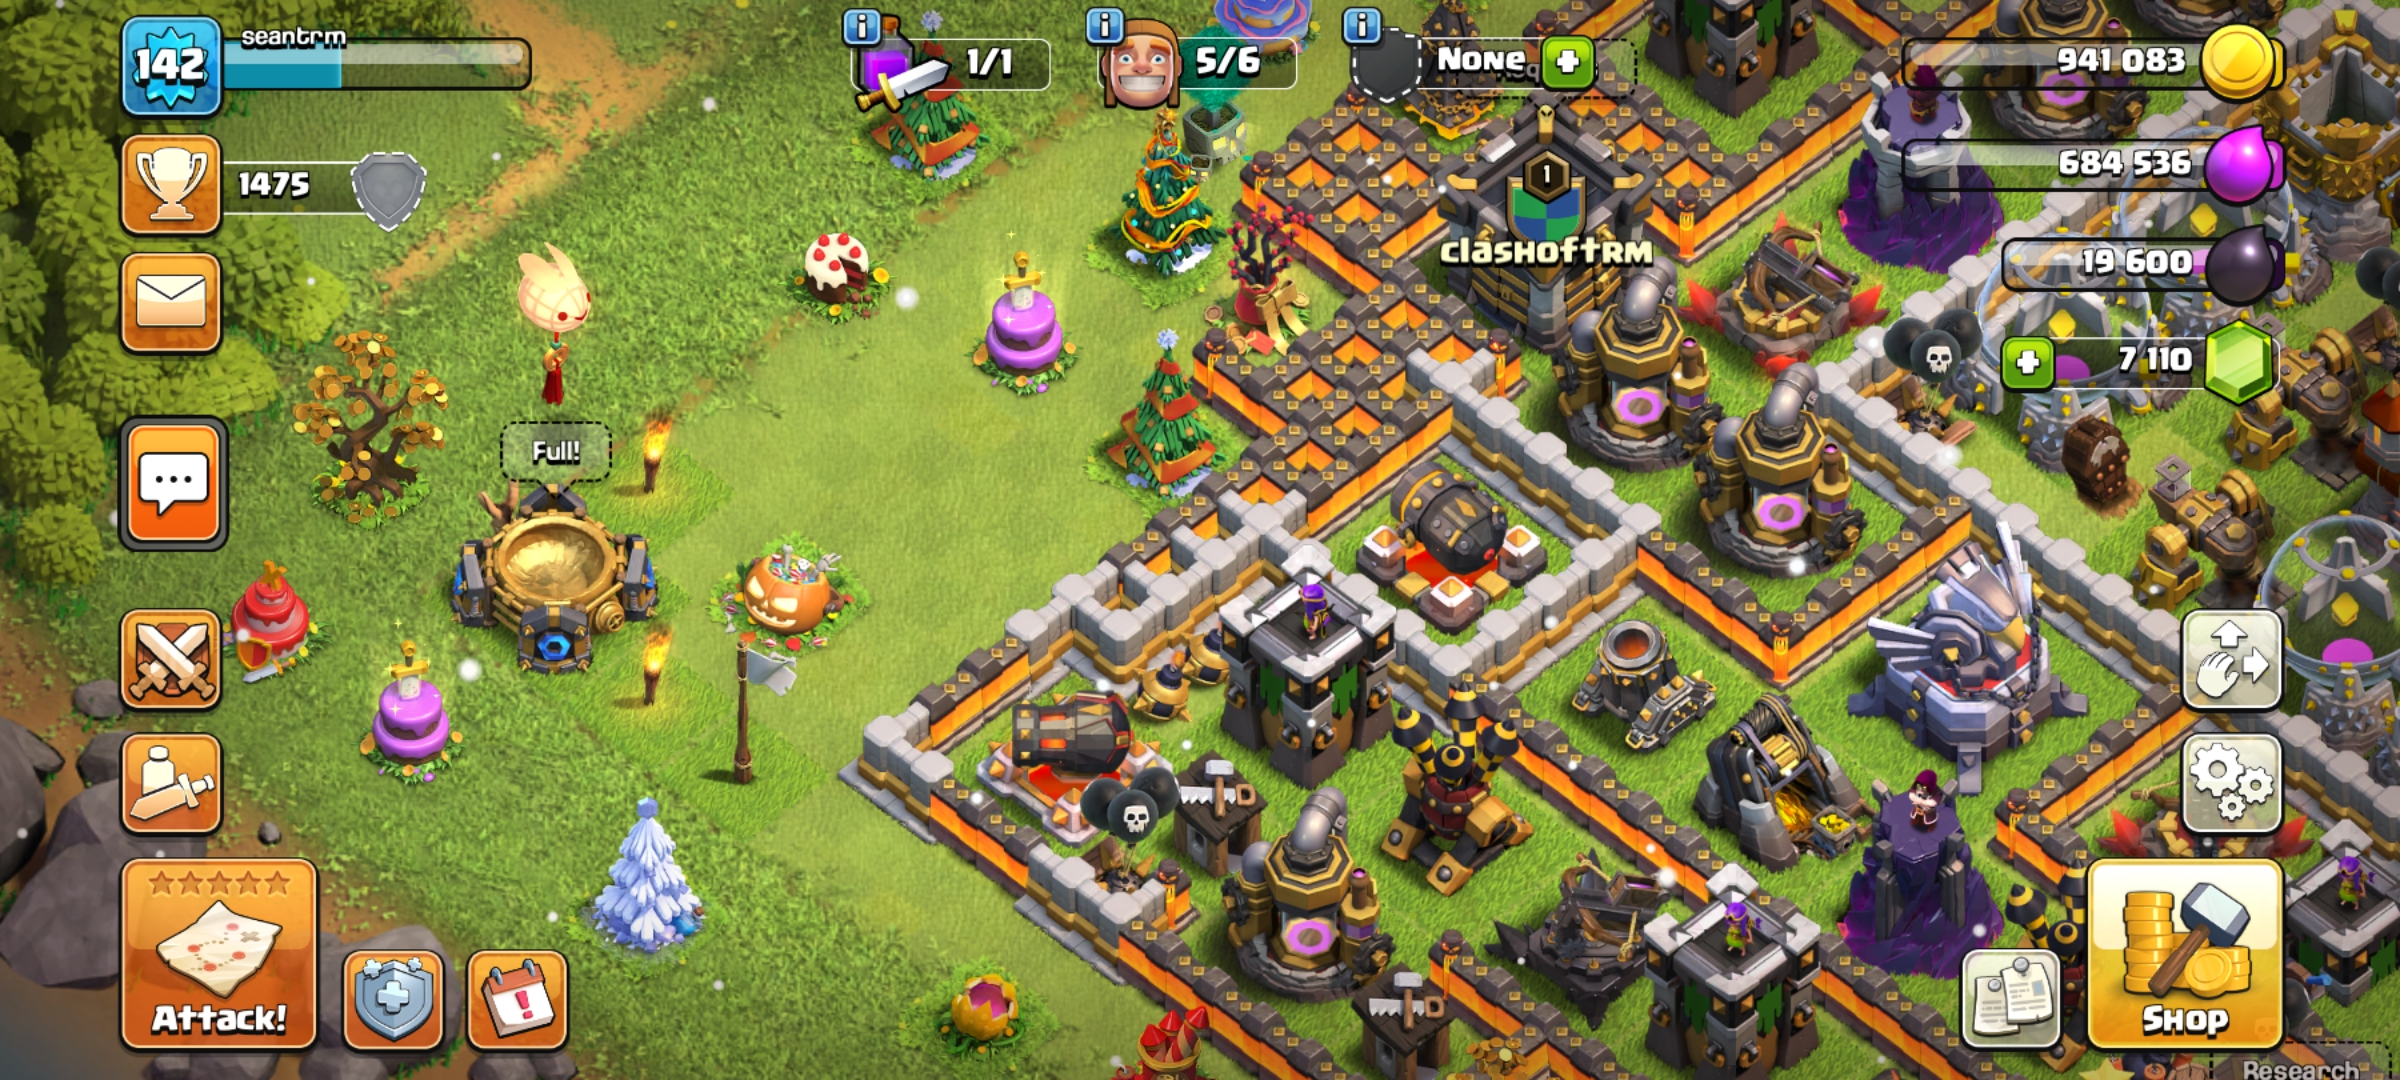 142
seantrm
1/1
5/6
None
941 083
1475
684 536
1
clashoftRM
19 600
7 110
Full!
Attack!
Shop
Research